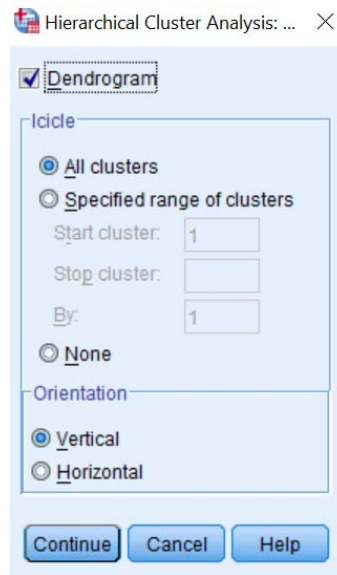 Hierarchical Cluster Analysis: ...
Dendrogram
Icicle
All clusters
Specified range of clusters
Start cluster: 1
Stop cluster:
By: 1
None
Orientation
Vertical
Horizontal
Continue Cancel Help